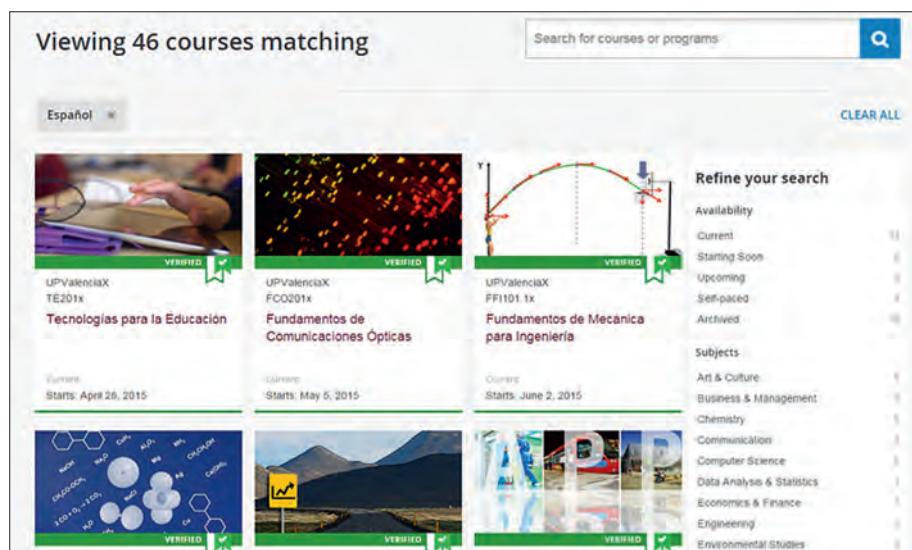 Viewing 46 courses matching
Search for courses or programs
Español ×
CLEAR ALL
VERIFIED
UPValenciaX
TE201x
Tecnologías para la Educación
Current
Starts: April 26, 2015
VERIFIED
UPValenciaX
FCO201x
Fundamentos de
Comunicaciones Ópticas
Current
Starts: May 5, 2015
Y
VERIFIED
UPValenciaX
FFI101.1x
Fundamentos de Mecánica
para Ingeniería
Current
Starts: June 2, 2015
VERIFIED
VERIFIED
APP
VERIFIED
Refine your search
Availability
Current
Starting Soon
Upcoming
Self-paced
Archived
Subjects
Art & Culture
Business & Management
Chemistry
Communication
Computer Science
Data Analysis & Statistics
Economics & Finance
Engineering
Environmental Studies